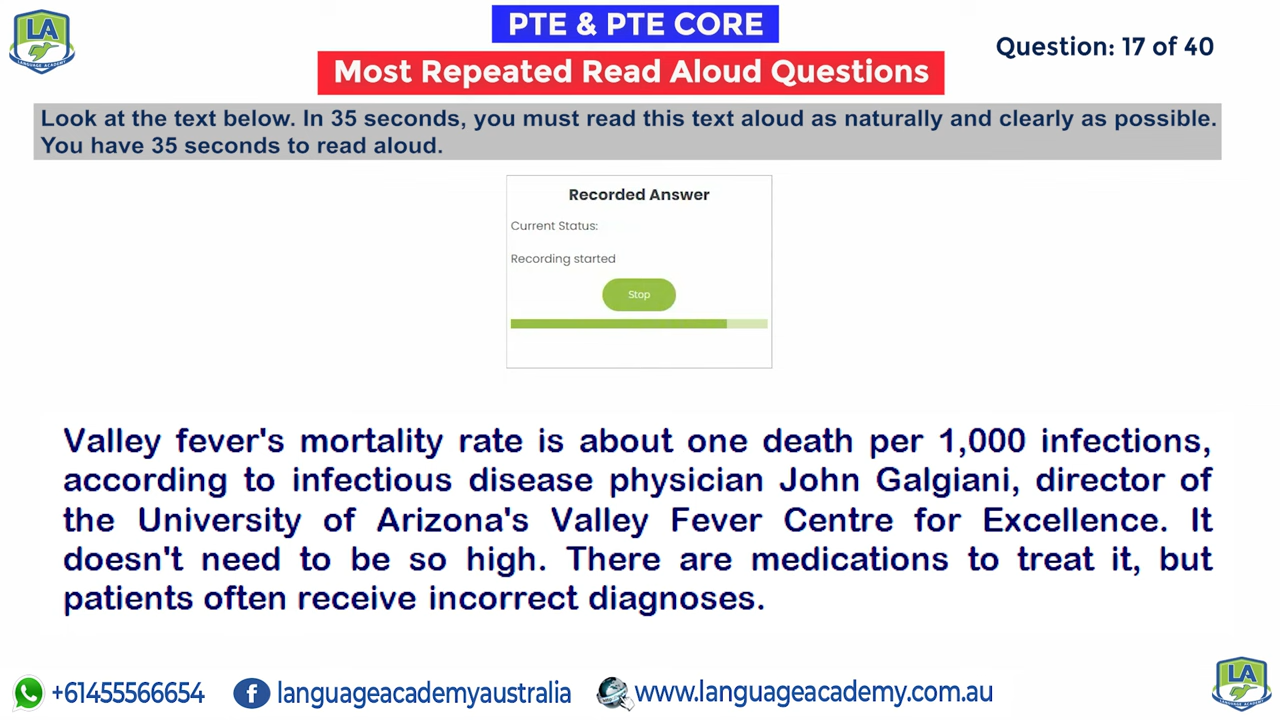 LA
LANGUAGE ACADEMY
PTE & PTE CORE
Question: 17 of 40
Most Repeated Read Aloud Questions
Look at the text below. In 35 seconds, you must read this text aloud as naturally and clearly as possible.
You have 35 seconds to read aloud.
Recorded Answer
Current Status:
Recording started
Stop
Valley fever's mortality rate is about one death per 1,000 infections,
according to infectious disease physician John Galgiani, director of
the University of Arizona's Valley Fever Centre for Excellence. It
doesn't need to be so high. There are medications to treat it, but
patients often receive incorrect diagnoses.
+61455566654
languageacademyaustralia
www.languageacademy.com.au
LA
LANGUAGE ACADEMY